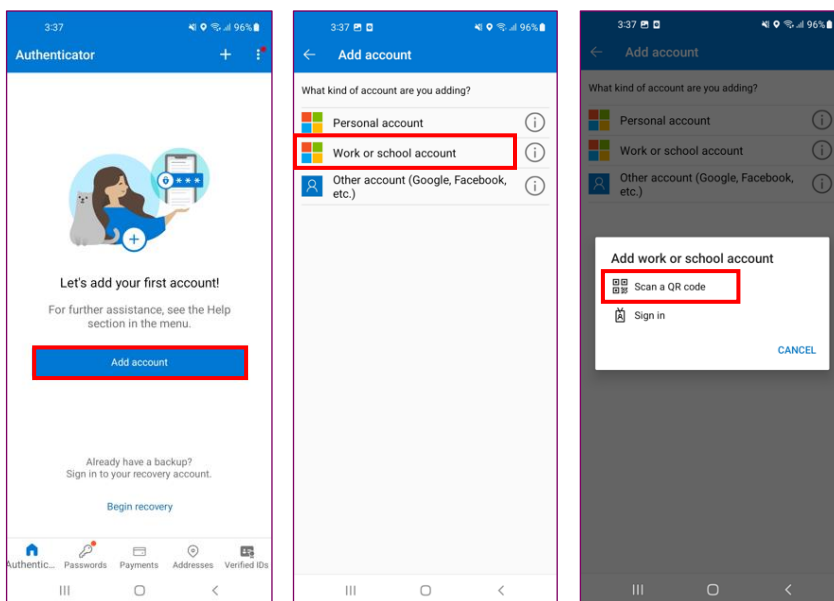 3:37
96%
Authenticator
Let's add your first account!
For further assistance, see the Help
section in the menu.
Add account
Already have a backup?
Sign in to your recovery account.
Begin recovery
Authentic...
Passwords
Payments
Addresses
Verified IDs
3:37
96%
Add account
What kind of account are you adding?
Personal account
Work or school account
Other account (Google, Facebook,
etc.)
3:37
96%
Add account
What kind of account are you adding?
Personal account
Work or school account
Other account (Google, Facebook,
etc.)
Add work or school account
Scan a QR code
Sign in
CANCEL